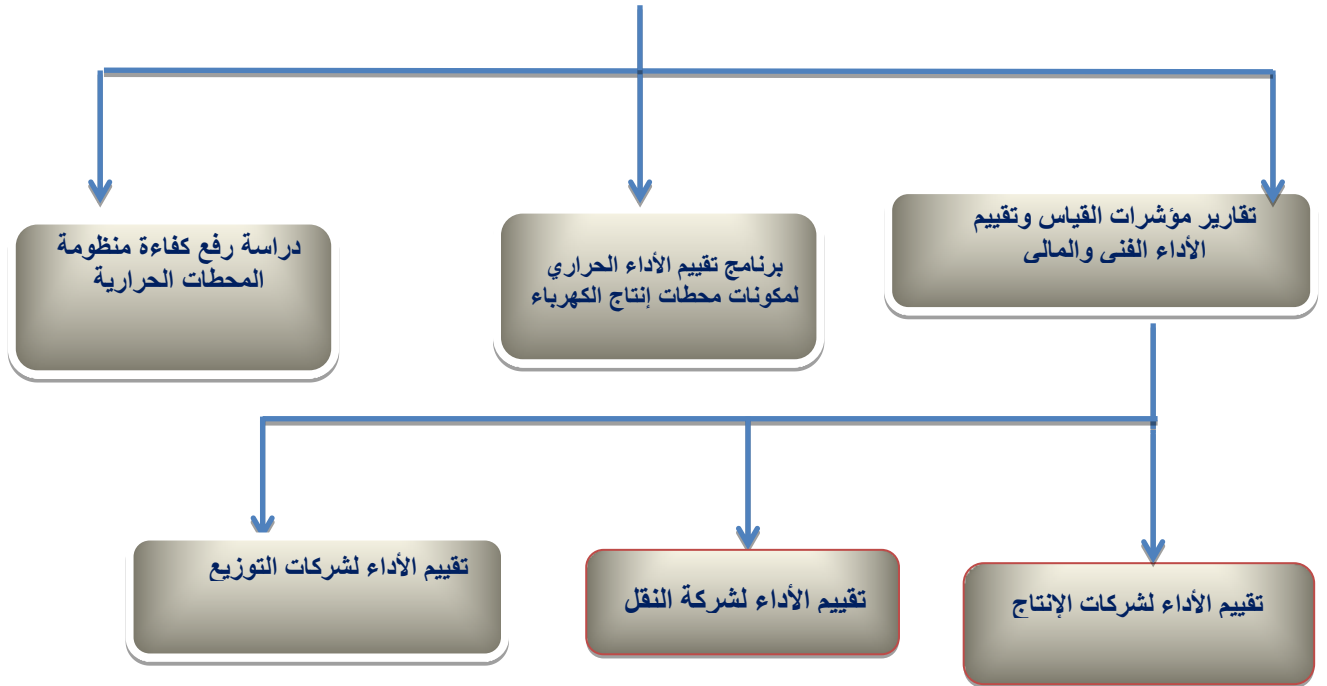 تقارير مؤشرات القياس وتقييم
الأداء الفنى والمالى
برنامج تقييم الأداء الحراري
لمكونات محطات إنتاج الكهرباء
دراسة رفع كفاءة منظومة
المحطات الحرارية
تقييم الأداء لشركات الإنتاج
تقييم الأداء لشركة النقل
تقييم الأداء لشركات التوزيع